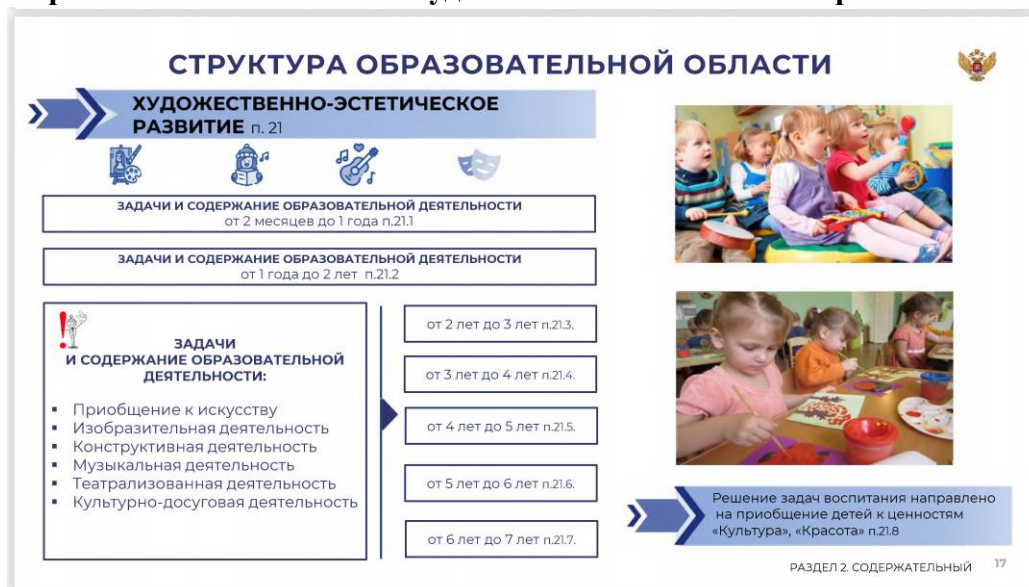 СТРУКТУРА ОБРАЗОВАТЕЛЬНОЙ ОБЛАСТИ
ХУДОЖЕСТВЕННО-ЭСТЕТИЧЕСКОЕ
РАЗВИТИЕ п. 21
ЗАДАЧИ И СОДЕРЖАНИЕ ОБРАЗОВАТЕЛЬНОЙ ДЕЯТЕЛЬНОСТИ
от 2 месяцев до 1 года п.21.1
ЗАДАЧИ И СОДЕРЖАНИЕ ОБРАЗОВАТЕЛЬНОЙ ДЕЯТЕЛЬНОСТИ
от 1 года до 2 лет п.21.2
ЗАДАЧИ
И СОДЕРЖАНИЕ ОБРАЗОВАТЕЛЬНОЙ
ДЕЯТЕЛЬНОСТИ:
▪ Приобщение к искусству
▪ Изобразительная деятельность
▪ Конструктивная деятельность
▪ Музыкальная деятельность
▪ Театрализованная деятельность
▪ Культурно-досуговая деятельность
от 2 лет до 3 лет п.21.3.
от 3 лет до 4 лет п.21.4.
от 4 лет до 5 лет п.21.5.
от 5 лет до 6 лет п.21.6.
от 6 лет до 7 лет п.21.7.
Решение задач воспитания направлено
на приобщение детей к ценностям
«Культура», «Красота» п.21.8
РАЗДЕЛ 2. СОДЕРЖАТЕЛЬНЫЙ 17